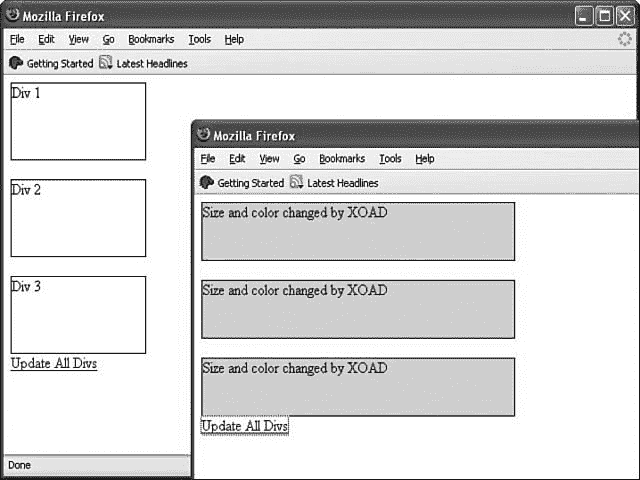 Mozilla Firefox
File Edit View Go Bookmarks Tools Help
Getting Started Latest Headlines
Div 1
Div 2
Div 3
Update All Divs
Done
Mozilla Firefox
File Edit View Go Bookmarks Tools Help
Getting Started Latest Headlines
Size and color changed by XOAD
Size and color changed by XOAD
Size and color changed by XOAD
Update All Divs